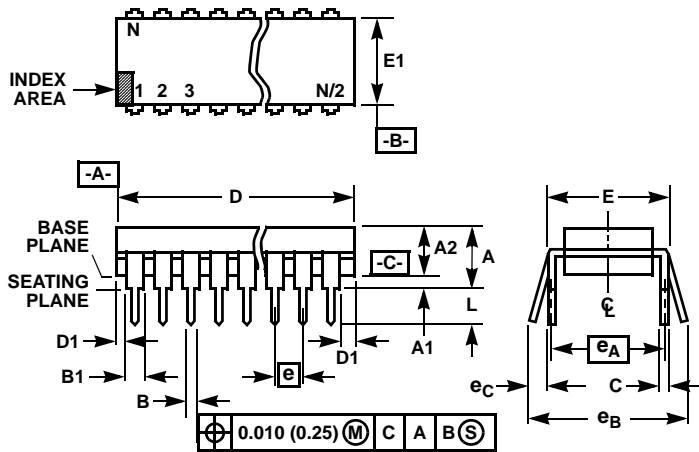 N
E1
INDEX
AREA
1 2 3 N/2
-B-
-A-
D
E
BASE
PLANE
A2
A
-C-
SEATING
PLANE
L
C
L
D1
A1
D1
B1
e
eA
B
eC
C
eB
0.010 (0.25) M C A B S